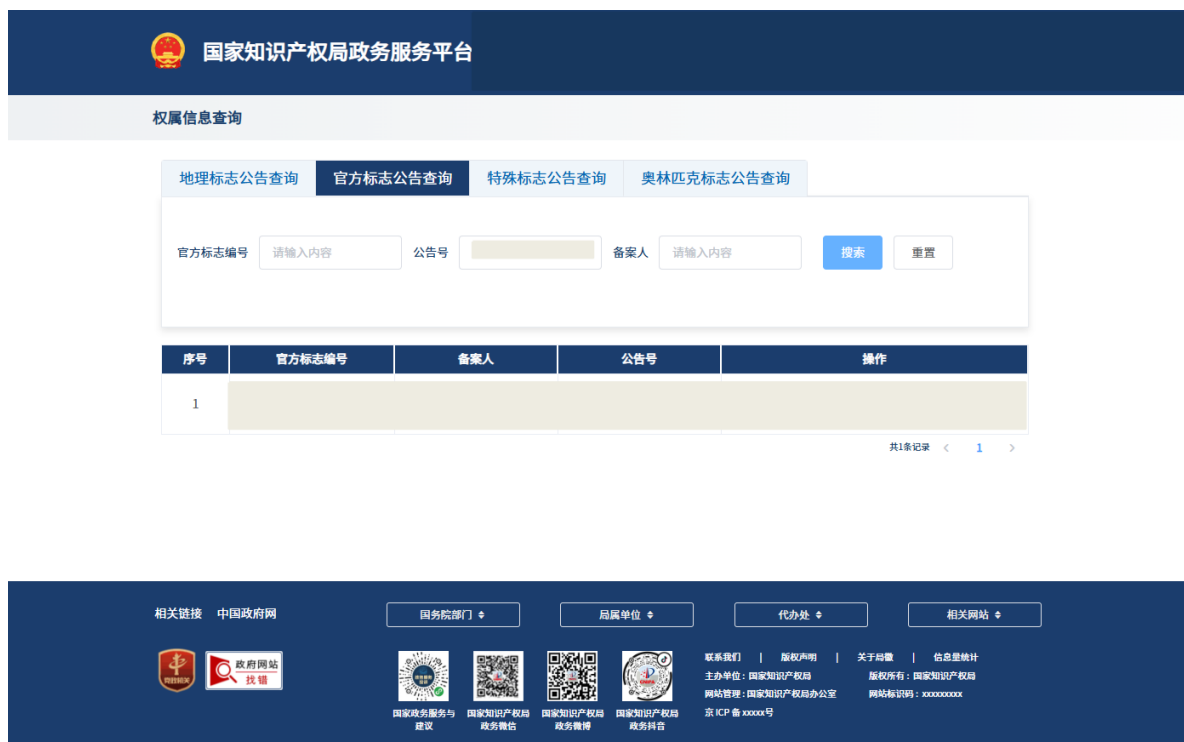 国家知识产权局政务服务平台
权属信息查询
地理标志公告查询 官方标志公告查询 特殊标志公告查询 奥林匹克标志公告查询
官方标志编号 请输入内容 公告号 备案人 请输入内容 搜索 重置
序号 官方标志编号 备案人 公告号 操作
1
共1条记录 < 1 >
相关链接 中国政府网 国务院部门 局属单位 代办处 相关网站
联系我们 | 版权声明 | 关于局徽 | 信息量统计
主办单位：国家知识产权局 版权所有：国家知识产权局
网站管理：国家知识产权局办公室 网站标识码：xxxxxxxxx
京 ICP 备 xxxxx号
党政机关
政府网站
找错
国家政务服务与
建议
国家知识产权局
政务微信
国家知识产权局
政务微博
国家知识产权局
政务抖音